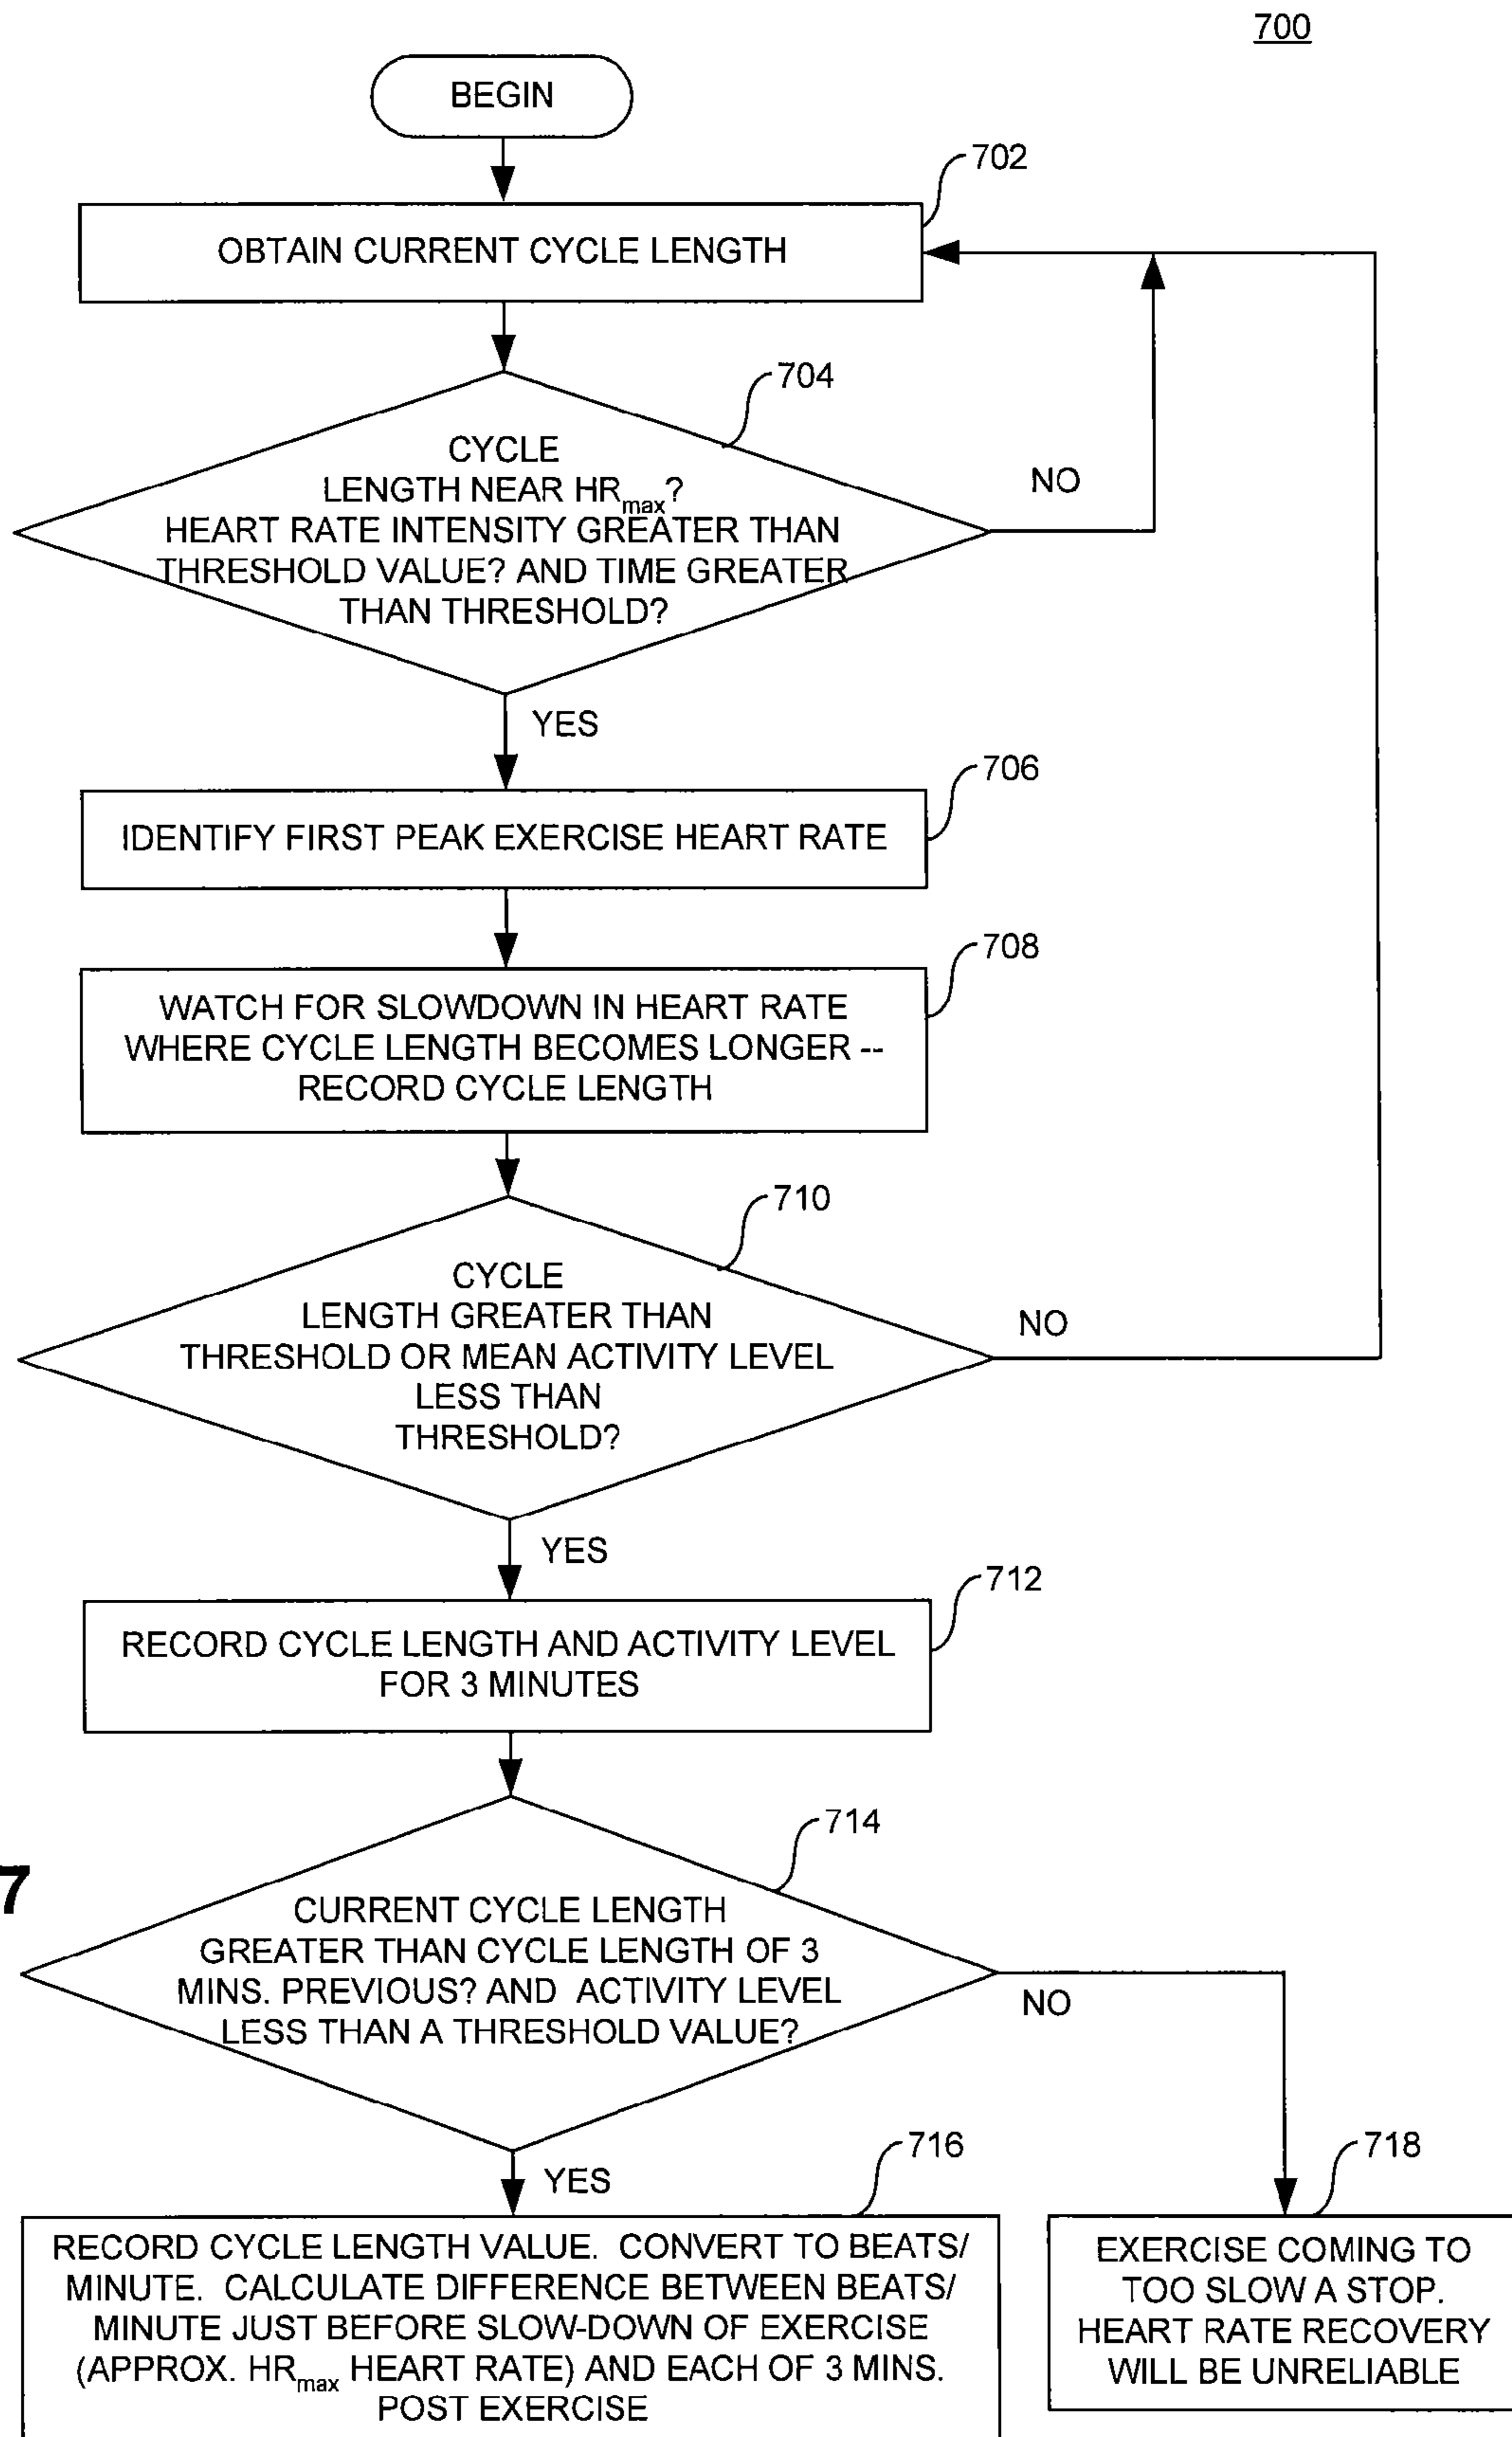 700
BEGIN
702
OBTAIN CURRENT CYCLE LENGTH
704
CYCLE
LENGTH NEAR HRmax?
HEART RATE INTENSITY GREATER THAN
THRESHOLD VALUE? AND TIME GREATER
THAN THRESHOLD?
NO
YES
706
IDENTIFY FIRST PEAK EXERCISE HEART RATE
708
WATCH FOR SLOWDOWN IN HEART RATE
WHERE CYCLE LENGTH BECOMES LONGER --
RECORD CYCLE LENGTH
710
CYCLE
LENGTH GREATER THAN
THRESHOLD OR MEAN ACTIVITY LEVEL
LESS THAN
THRESHOLD?
NO
YES
712
RECORD CYCLE LENGTH AND ACTIVITY LEVEL
FOR 3 MINUTES
714
7
CURRENT CYCLE LENGTH
GREATER THAN CYCLE LENGTH OF 3
MINS. PREVIOUS? AND ACTIVITY LEVEL
LESS THAN A THRESHOLD VALUE?
NO
YES
716
RECORD CYCLE LENGTH VALUE. CONVERT TO BEATS/
MINUTE. CALCULATE DIFFERENCE BETWEEN BEATS/
MINUTE JUST BEFORE SLOW-DOWN OF EXERCISE
(APPROX. HRmax HEART RATE) AND EACH OF 3 MINS.
POST EXERCISE
718
EXERCISE COMING TO
TOO SLOW A STOP.
HEART RATE RECOVERY
WILL BE UNRELIABLE